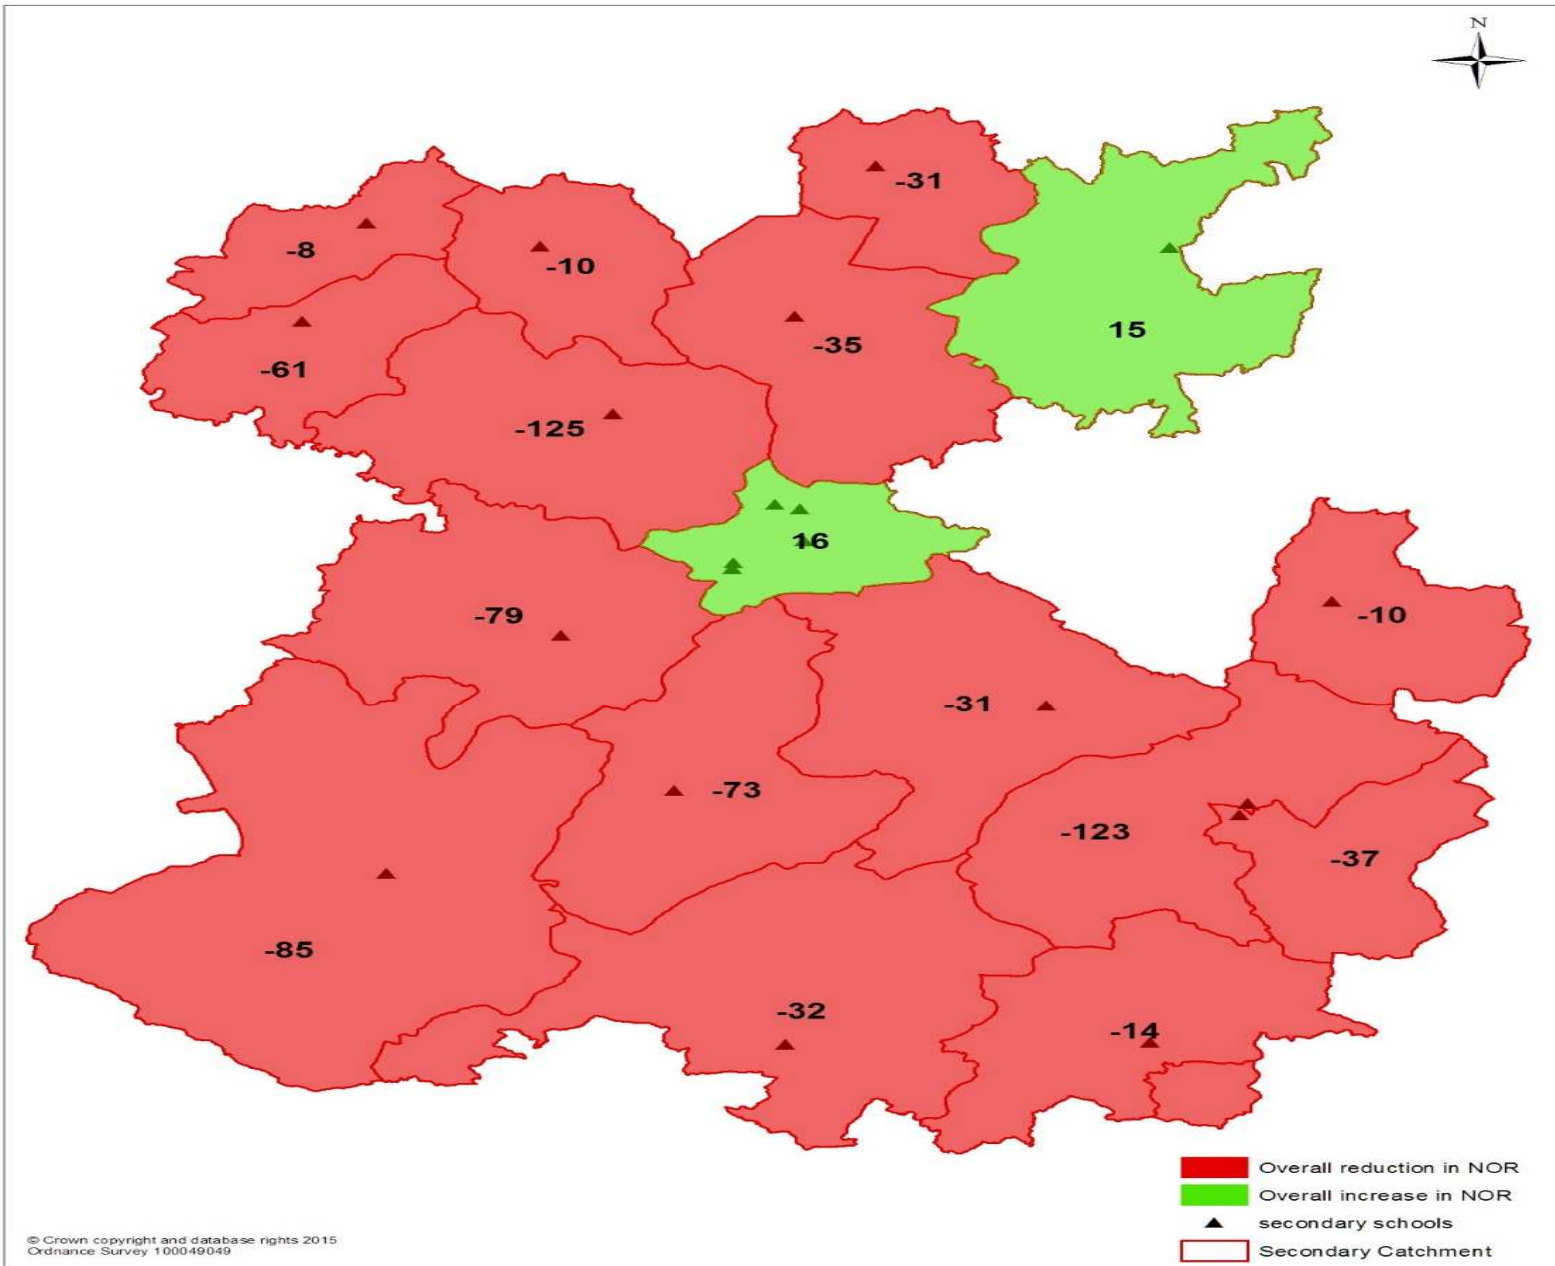 N
-31
-8
-10
15
-35
-61
-125
16
-79
-10
-31
-73
-123
-37
-85
-32
-14
Overall reduction in NOR
Overall increase in NOR
secondary schools
Secondary Catchment
© Crown copyright and database rights 2015
Ordnance Survey 100049049